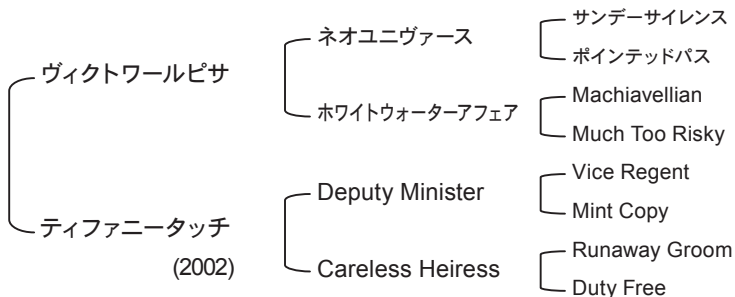 ヴィクトワールピサ
ネオユニヴァース
サンデーサイレンス
ポインテッドパス
ホワイトウォーターアフェア
Machiavellian
Much Too Risky
ティファニータッチ
(2002)
Deputy Minister
Vice Regent
Mint Copy
Careless Heiress
Runaway Groom
Duty Free